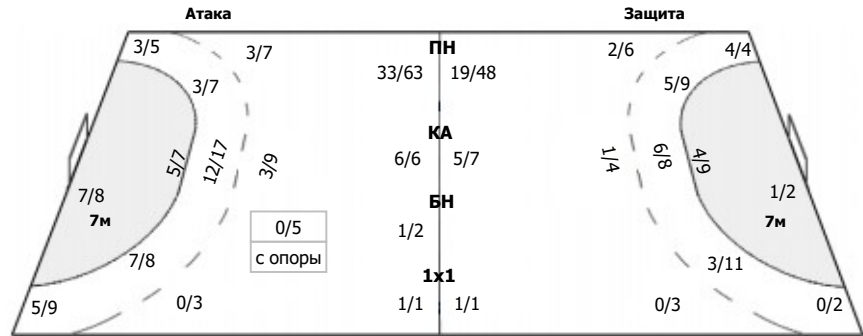 Атака Защита
3/5 3/7 ПН 2/6 4/4
33/63 19/48
3/7 5/9
КА
5/7 12/17 3/9 6/6 5/7 1/4 6/8 4/9
7/8 1/2
7м БН 7м
0/5 1/2
с опоры
7/8 3/11
1x1
5/9 0/3 1/1 1/1 0/3 0/2